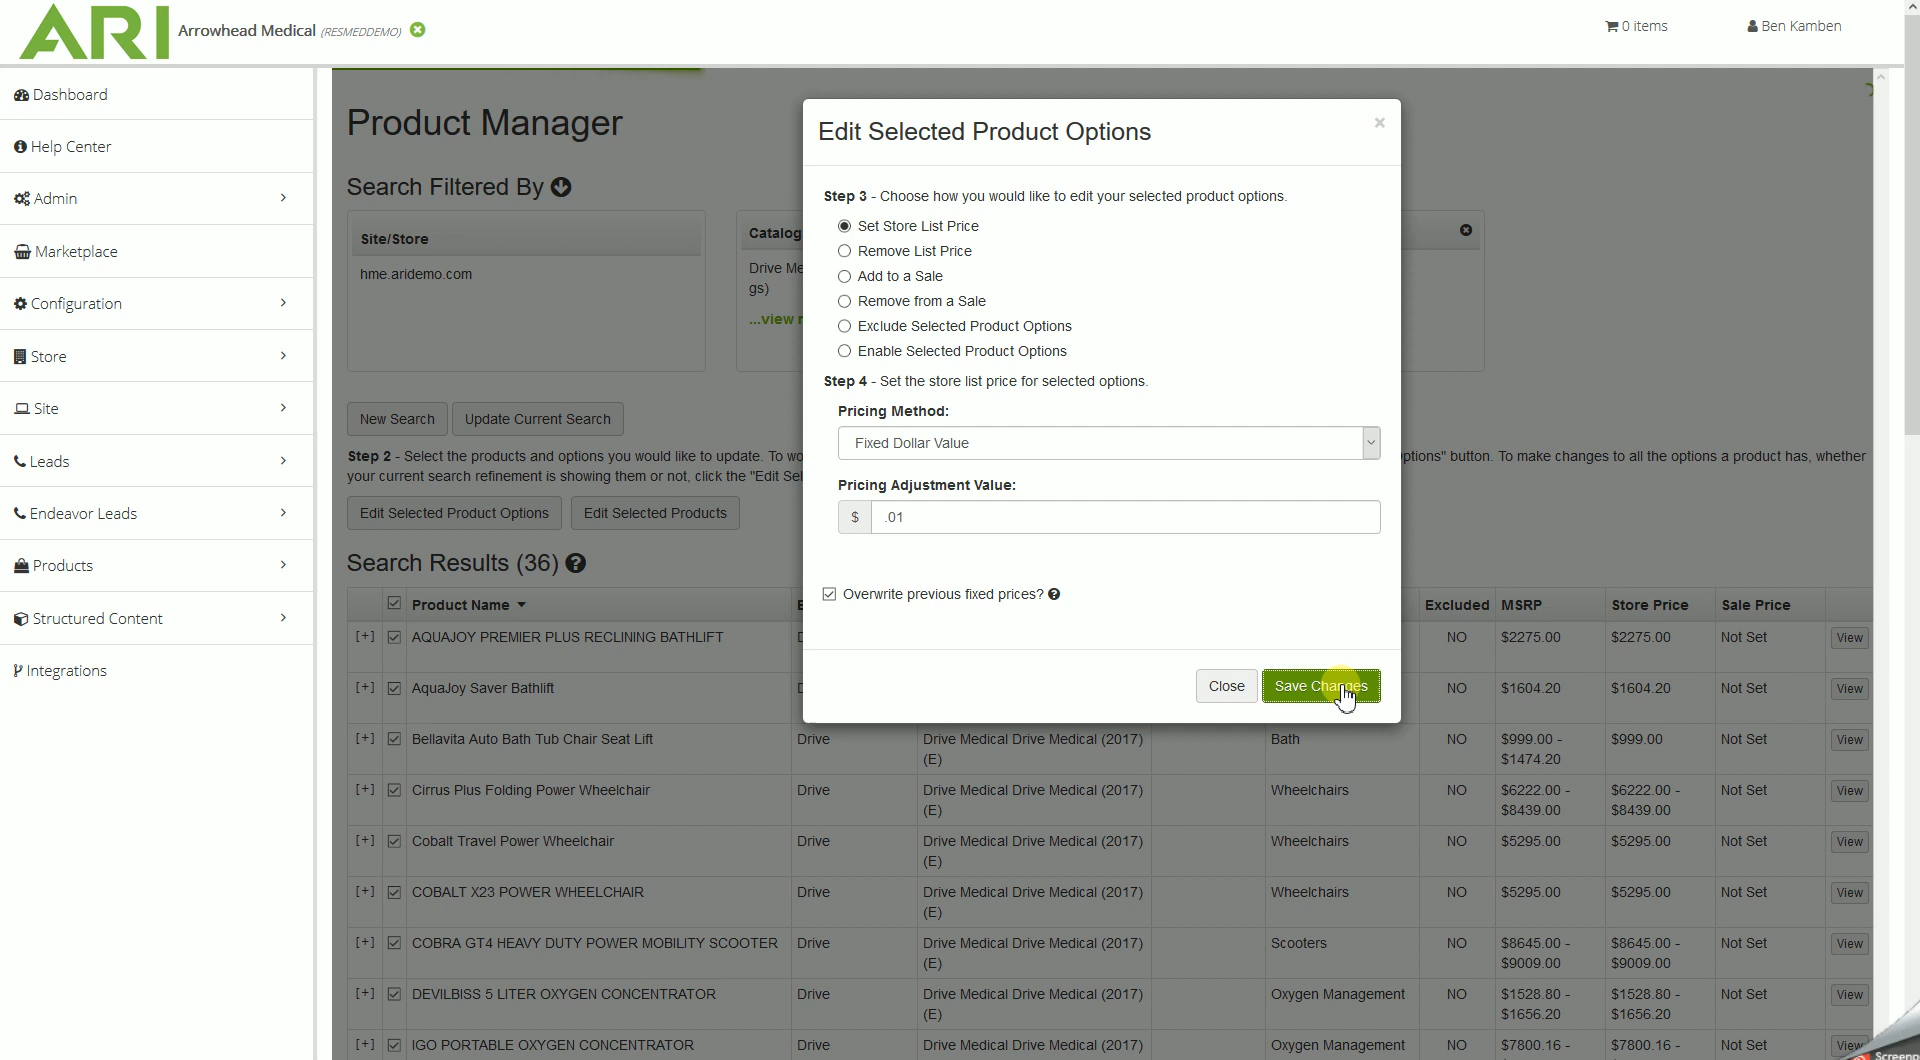 ARI
Arrowhead Medical (RESMEDDEMO)
0 items
Ben Kamben
Dashboard
Help Center
Admin
Marketplace
Configuration
Store
Site
Leads
Endeavor Leads
Products
Structured Content
Integrations
Product Manager
Search Filtered By
Site/Store
hme.aridemo.com
Catalog
Drive Me
gs)
...view
New Search
Update Current Search
Step 2 - Select the products and options you would like to update. To wo
ptions" button. To make changes to all the options a product has, whether
your current search refinement is showing them or not, click the "Edit Sel
Edit Selected Product Options
Edit Selected Products
Search Results (36)
Edit Selected Product Options
×
Step 3 - Choose how you would like to edit your selected product options.
Set Store List Price
Remove List Price
Add to a Sale
Remove from a Sale
Exclude Selected Product Options
Enable Selected Product Options
Step 4 - Set the store list price for selected options.
Pricing Method:
Fixed Dollar Value
Pricing Adjustment Value:
$ .01
Overwrite previous fixed prices?
Close
Save Changes
Product Name Excluded MSRP Store Price Sale Price
[+] AQUAJOY PREMIER PLUS RECLINING BATHLIFT NO $2275.00 $2275.00 Not Set View
[+] AquaJoy Saver Bathlift NO $1604.20 $1604.20 Not Set View
[+] Bellavita Auto Bath Tub Chair Seat Lift Drive Drive Medical Drive Medical (2017) Bath NO $999.00 - $999.00 Not Set View
(E) $1474.20
[+] Cirrus Plus Folding Power Wheelchair Drive Drive Medical Drive Medical (2017) Wheelchairs NO $6222.00 - $6222.00 - Not Set View
(E) $8439.00 $8439.00
[+] Cobalt Travel Power Wheelchair Drive Drive Medical Drive Medical (2017) Wheelchairs NO $5295.00 $5295.00 Not Set View
(E)
[+] COBALT X23 POWER WHEELCHAIR Drive Drive Medical Drive Medical (2017) Wheelchairs NO $5295.00 $5295.00 Not Set View
(E)
[+] COBRA GT4 HEAVY DUTY POWER MOBILITY SCOOTER Drive Drive Medical Drive Medical (2017) Scooters NO $8645.00 - $8645.00 - Not Set View
(E) $9009.00 $9009.00
[+] DEVILBISS 5 LITER OXYGEN CONCENTRATOR Drive Drive Medical Drive Medical (2017) Oxygen Management NO $1528.80 - $1528.80 - Not Set View
(E) $1656.20 $1656.20
[+] IGO PORTABLE OXYGEN CONCENTRATOR Drive Drive Medical Drive Medical (2017) Oxygen Management NO $7800.16 - $7800.16 - Not Set View